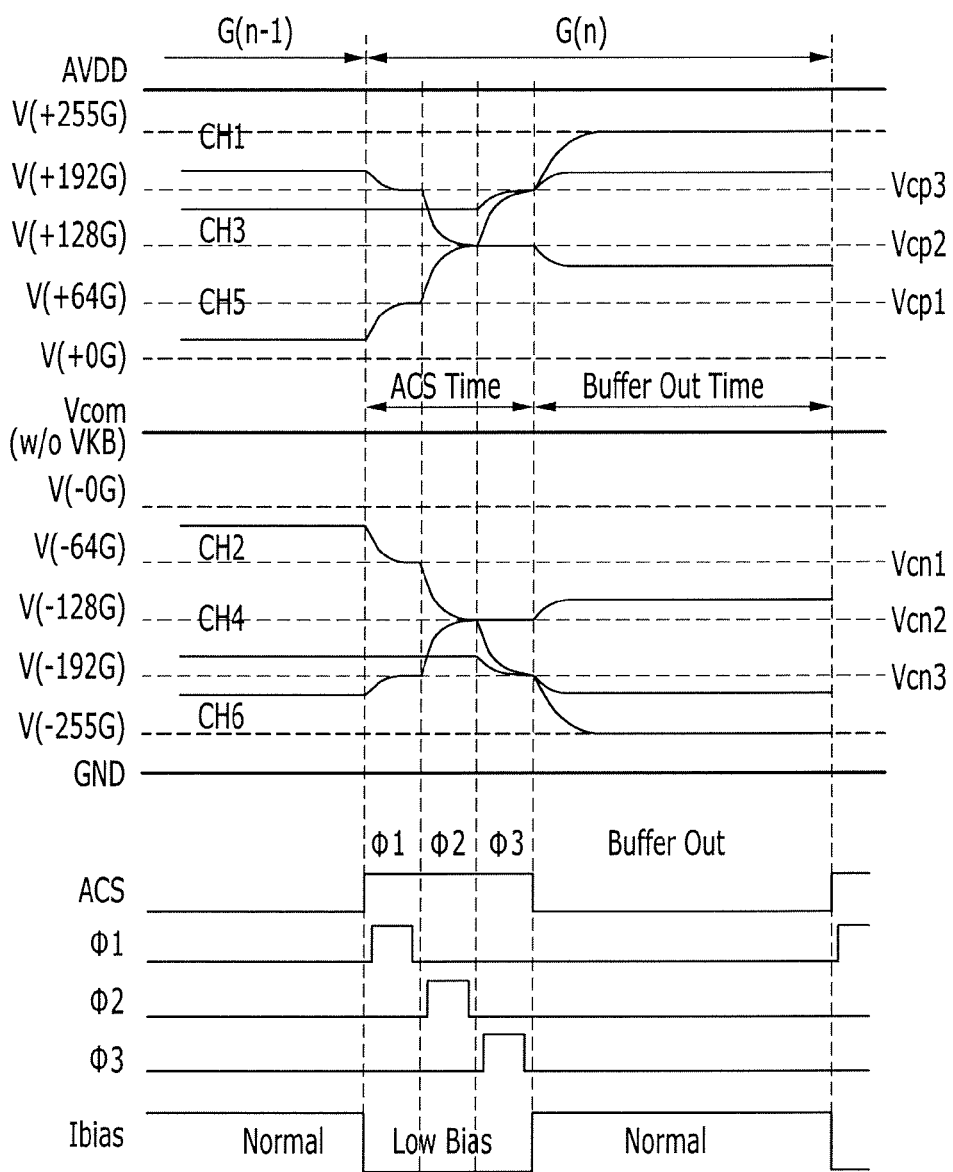 G(n-1) G(n)
AVDD
V(+255G)
CH1
V(+192G) Vcp3
CH3
V(+128G) Vcp2
V(+64G) CH5 Vcp1
V(+0G)
ACS Time Buffer Out Time
Vcom
(w/o VKB)
V(-0G)
V(-64G) CH2 Vcn1
V(-128G) CH4 Vcn2
V(-192G) Vcn3
V(-255G) CH6
GND
Φ1 Φ2 Φ3 Buffer Out
ACS
Φ1
Φ2
Φ3
Ibias Normal Low Bias Normal